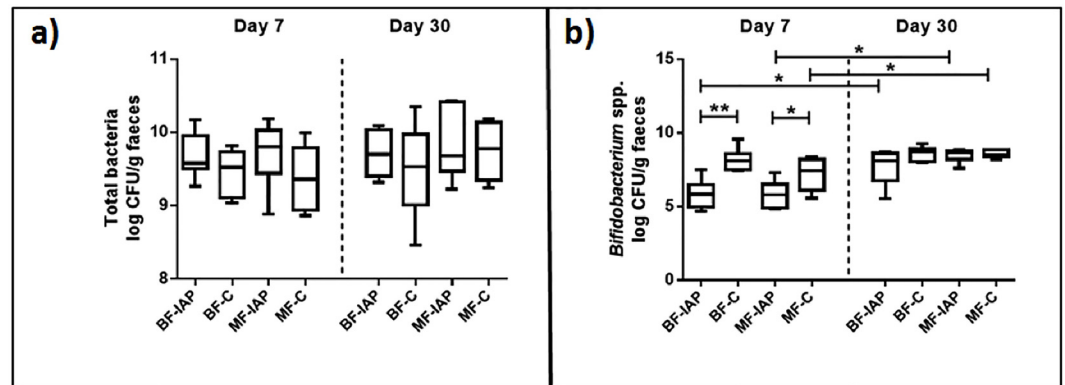 a)
Day 7
Day 30
Total bacteria
log CFU/g faeces
11
10
9
8
BF-IAP
BF-C
MF-IAP
MF-C
BF-IAP
BF-C
MF-IAP
MF-C
b)
Day 7
Day 30
Bifidobacterium spp.
log CFU/g faeces
15
10
5
0
*
*
*
**
*
BF-IAP
BF-C
MF-IAP
MF-C
BF-IAP
BF-C
MF-IAP
MF-C